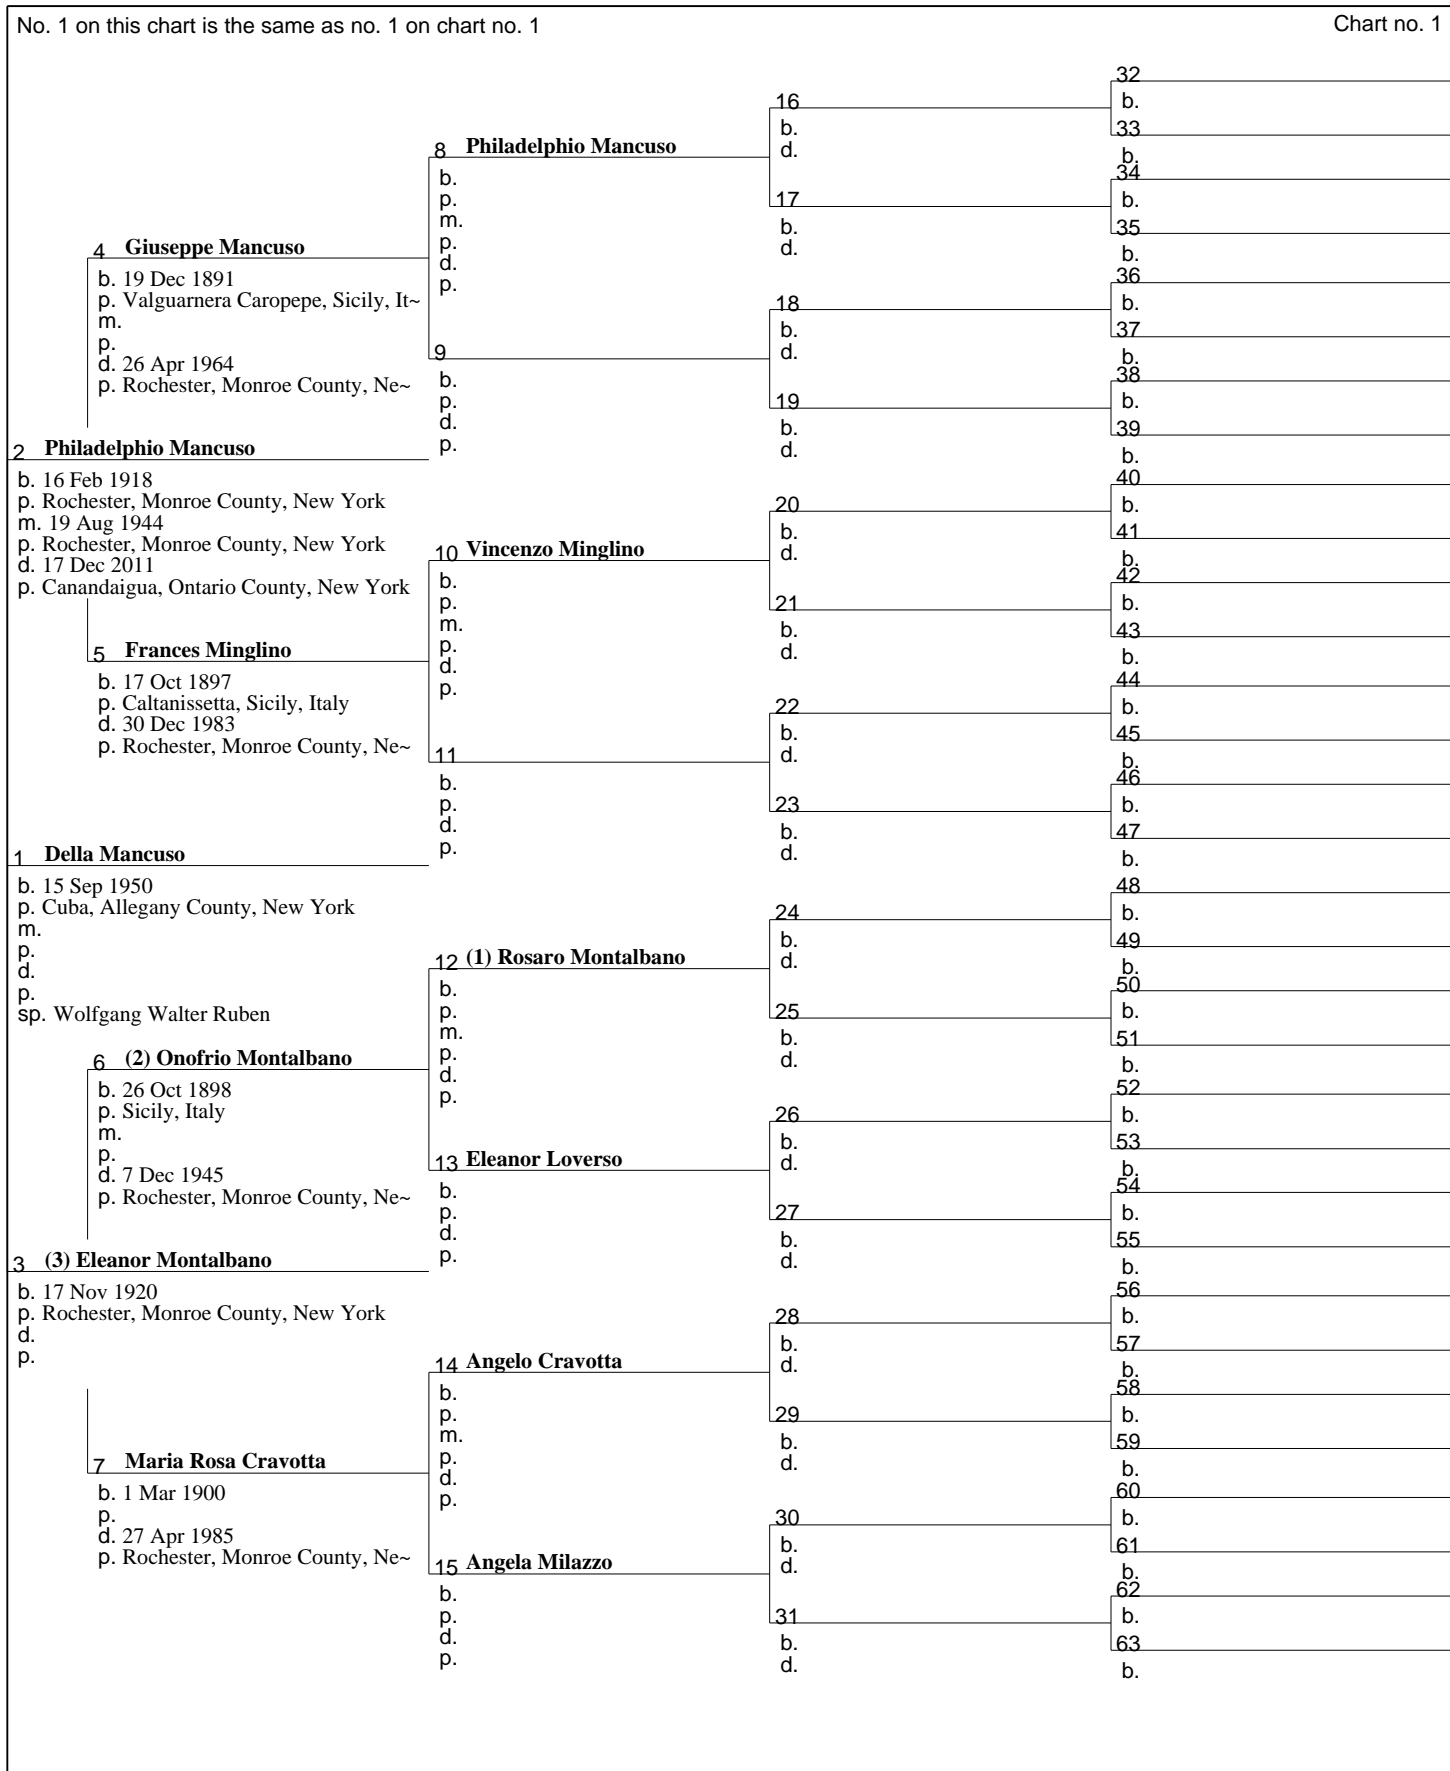 No. 1 on this chart is the same as no. 1 on chart no. 1
Chart no. 1
1 Della Mancuso
b. 15 Sep 1950
p. Cuba, Allegany County, New York
m.
p.
d.
p.
sp. Wolfgang Walter Ruben
2 Philadelphio Mancuso
b. 16 Feb 1918
p. Rochester, Monroe County, New York
m. 19 Aug 1944
p. Rochester, Monroe County, New York
d. 17 Dec 2011
p. Canandaigua, Ontario County, New York
3 (3) Eleanor Montalbano
b. 17 Nov 1920
p. Rochester, Monroe County, New York
d.
p.
4 Giuseppe Mancuso
b. 19 Dec 1891
p. Valguarnera Caropepe, Sicily, It~
m.
p.
d. 26 Apr 1964
p. Rochester, Monroe County, Ne~
5 Frances Minglino
b. 17 Oct 1897
p. Caltanissetta, Sicily, Italy
d. 30 Dec 1983
p. Rochester, Monroe County, Ne~
6 (2) Onofrio Montalbano
b. 26 Oct 1898
p. Sicily, Italy
m.
p.
d. 7 Dec 1945
p. Rochester, Monroe County, Ne~
7 Maria Rosa Cravotta
b. 1 Mar 1900
p.
d. 27 Apr 1985
p. Rochester, Monroe County, Ne~
8 Philadelphio Mancuso
b.
p.
m.
p.
d.
p.
9
b.
p.
d.
p.
10 Vincenzo Minglino
b.
p.
m.
p.
d.
p.
11
b.
p.
d.
p.
12 (1) Rosaro Montalbano
b.
p.
m.
p.
d.
p.
13 Eleanor Loverso
b.
p.
d.
p.
14 Angelo Cravotta
b.
p.
m.
p.
d.
p.
15 Angela Milazzo
b.
p.
d.
p.
16
b.
d.
17
b.
d.
18
b.
d.
19
b.
d.
20
b.
d.
21
b.
d.
22
b.
d.
23
b.
d.
24
b.
d.
25
b.
d.
26
b.
d.
27
b.
d.
28
b.
d.
29
b.
d.
30
b.
d.
31
b.
d.
32
b.
33
b.
34
b.
35
b.
36
b.
37
b.
38
b.
39
b.
40
b.
41
b.
42
b.
43
b.
44
b.
45
b.
46
b.
47
b.
48
b.
49
b.
50
b.
51
b.
52
b.
53
b.
54
b.
55
b.
56
b.
57
b.
58
b.
59
b.
60
b.
61
b.
62
b.
63
b.